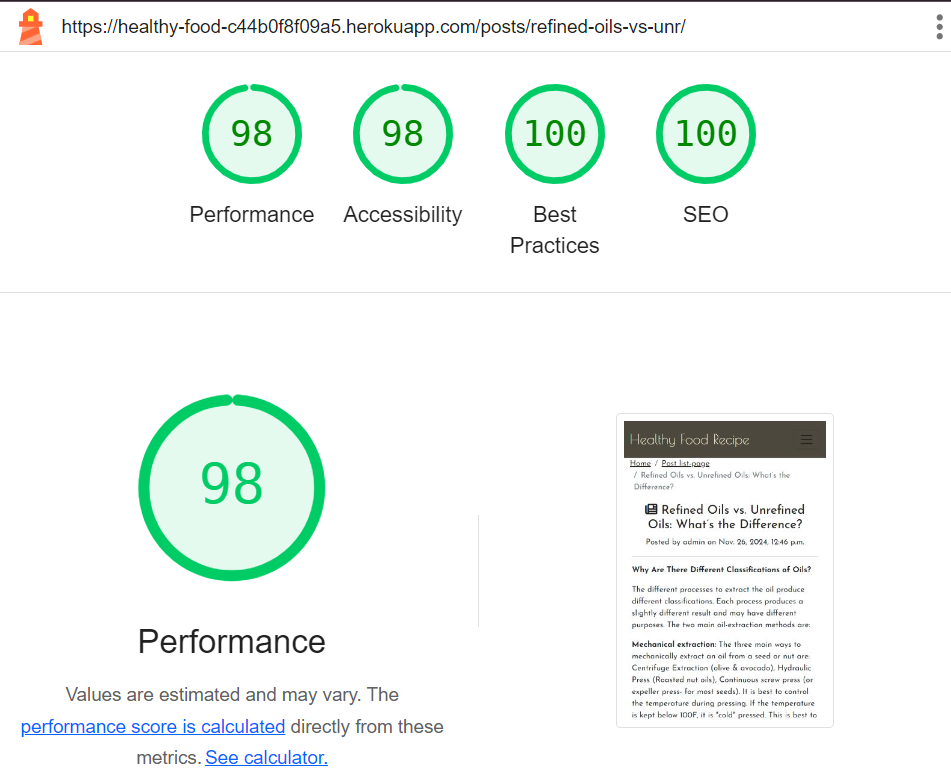 https://healthy-food-c44b0f8f09a5.herokuapp.com/posts/refined-oils-vs-unr/
98
98
100
100
Performance
Accessibility
Best
Practices
SEO
98
Performance
Values are estimated and may vary. The
performance score is calculated directly from these
metrics. See calculator.
Healthy Food Recipe
Home / Post list-page
/ Refined Oils vs. Unrefined Oils: What's the
Difference?
Refined Oils vs. Unrefined
Oils: What's the Difference?
Posted by admin on Nov. 26, 2024, 12:46 p.m.
Why Are There Different Classifications of Oils?
The different processes to extract the oil produce
different classifications. Each process produces a
slightly different result and may have different
purposes. The two main oil-extraction methods are:
Mechanical extraction: The three main ways to
mechanically extract an oil from a seed or nut are:
Centrifuge Extraction (olive & avocado), Hydraulic
Press (Roasted nut oils), Continuous screw press (or
expeller press- for most seeds). It is best to control
the temperature during pressing. If the temperature
is kept below 100F, it is "cold" pressed. This is best to